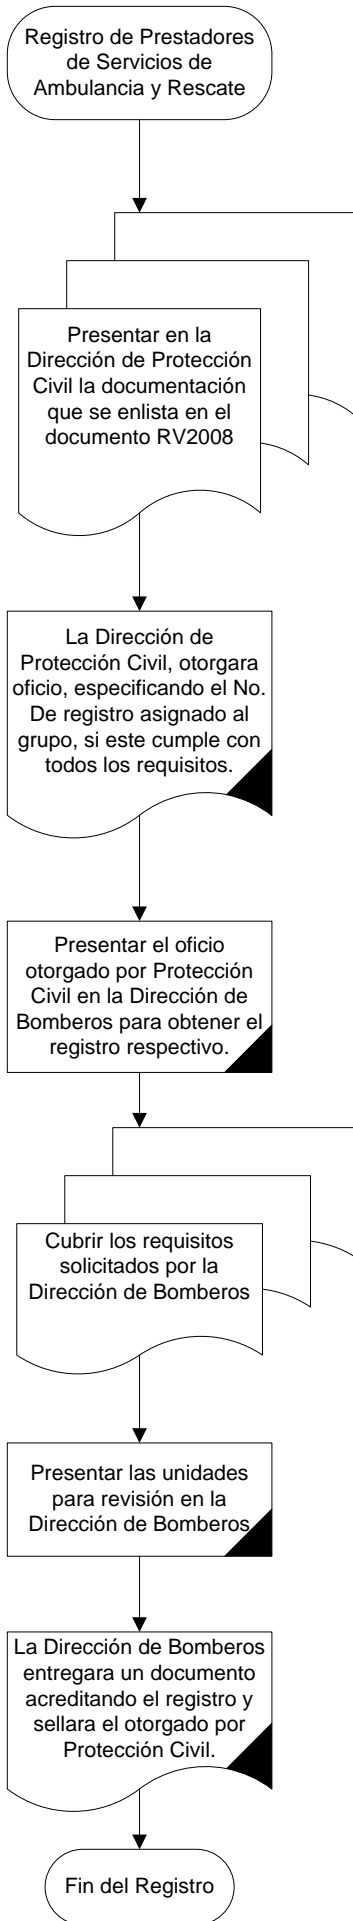 Registro de Prestadores
de Servicios de
Ambulancia y Rescate
Presentar en la
Dirección de Protección
Civil la documentación
que se enlista en el
documento RV2008
La Dirección de
Protección Civil, otorgara
oficio, especificando el No.
De registro asignado al
grupo, si este cumple con
todos los requisitos.
Presentar el oficio
otorgado por Protección
Civil en la Dirección de
Bomberos para obtener el
registro respectivo.
Cubrir los requisitos
solicitados por la
Dirección de Bomberos
Presentar las unidades
para revisión en la
Dirección de Bomberos
La Dirección de Bomberos
entregara un documento
acreditando el registro y
sellara el otorgado por
Protección Civil.
Fin del Registro